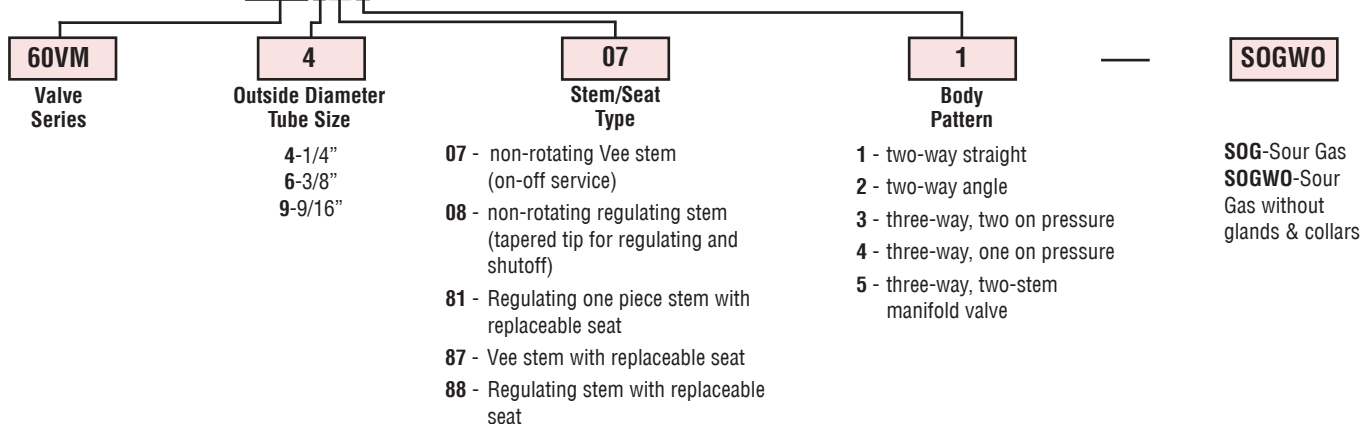 60VM
4
07
1
—
SOGWO
Valve
Series
Outside Diameter
Tube Size
Stem/Seat
Type
Body
Pattern
4-1/4”
6-3/8”
9-9/16”
07 - non-rotating Vee stem
(on-off service)
08 - non-rotating regulating stem
(tapered tip for regulating and
shutoff)
81 - Regulating one piece stem with
replaceable seat
87 - Vee stem with replaceable seat
88 - Regulating stem with replaceable
seat
1 - two-way straight
2 - two-way angle
3 - three-way, two on pressure
4 - three-way, one on pressure
5 - three-way, two-stem
manifold valve
SOG-Sour Gas
SOGWO-Sour
Gas without
glands & collars